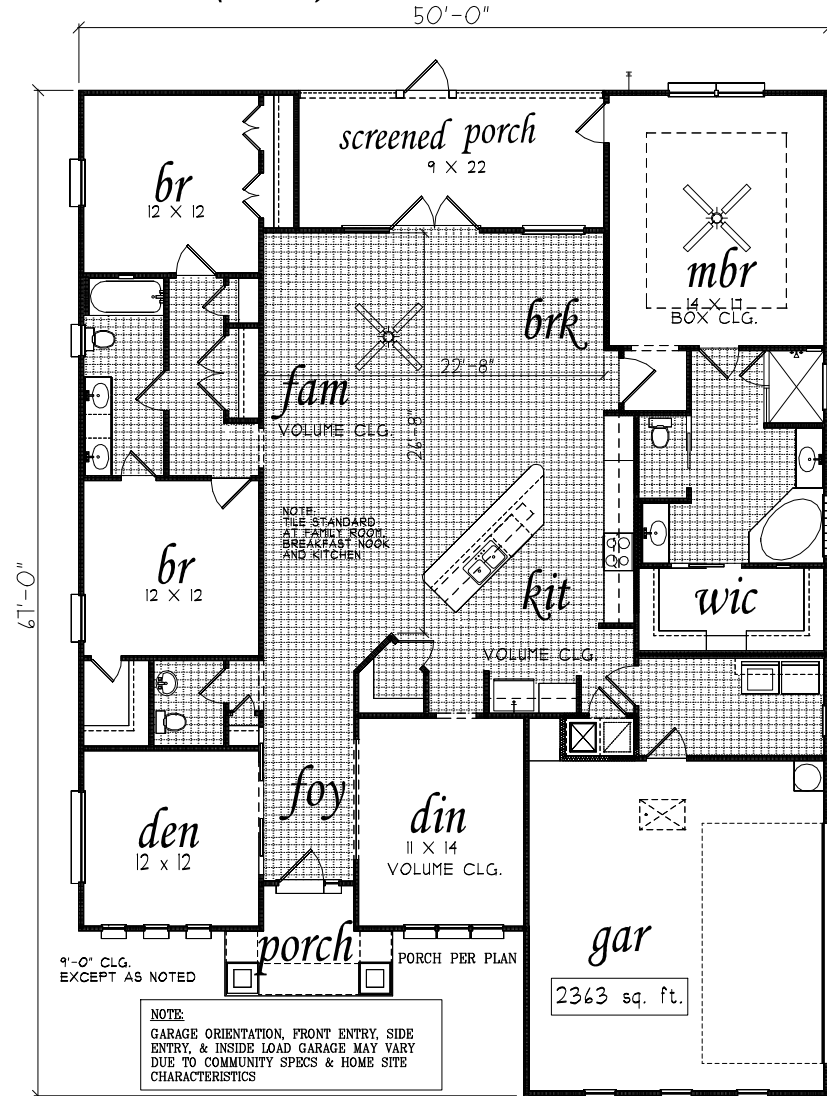 50'-0"
screened porch
9 X 22
br
12 X 12
mbr
14 X 17
BOX CLG.
brk
22'-8"
fam
VOLUME CLG.
26'-8"
NOTE:
TILE STANDARD
AT FAMILY ROOM,
BREAKFAST NOOK
AND KITCHEN
br
12 X 12
kit
VOLUME CLG.
wic
67'-0"
foy
den
12 x 12
din
11 X 14
VOLUME CLG.
gar
2363 sq. ft.
porch
PORCH PER PLAN
9'-0" CLG.
EXCEPT AS NOTED
NOTE:
GARAGE ORIENTATION, FRONT ENTRY, SIDE
ENTRY, & INSIDE LOAD GARAGE MAY VARY
DUE TO COMMUNITY SPECS & HOME SITE
CHARACTERISTICS